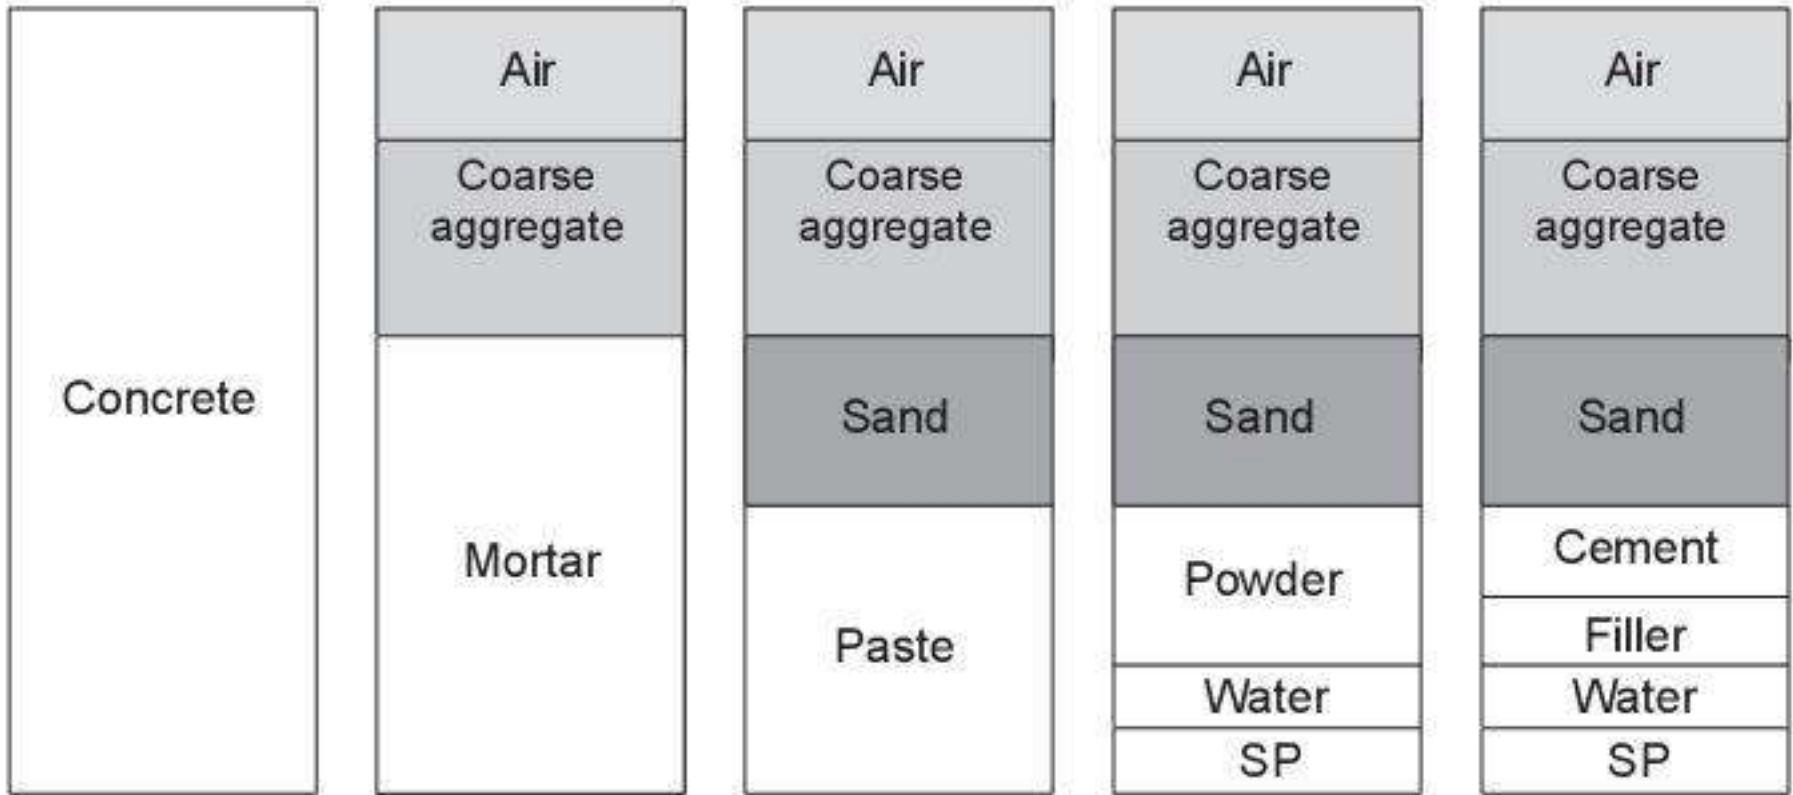 Concrete
Air
Coarse
aggregate
Mortar
Air
Coarse
aggregate
Sand
Paste
Air
Coarse
aggregate
Sand
Powder
Water
SP
Air
Coarse
aggregate
Sand
Cement
Filler
Water
SP